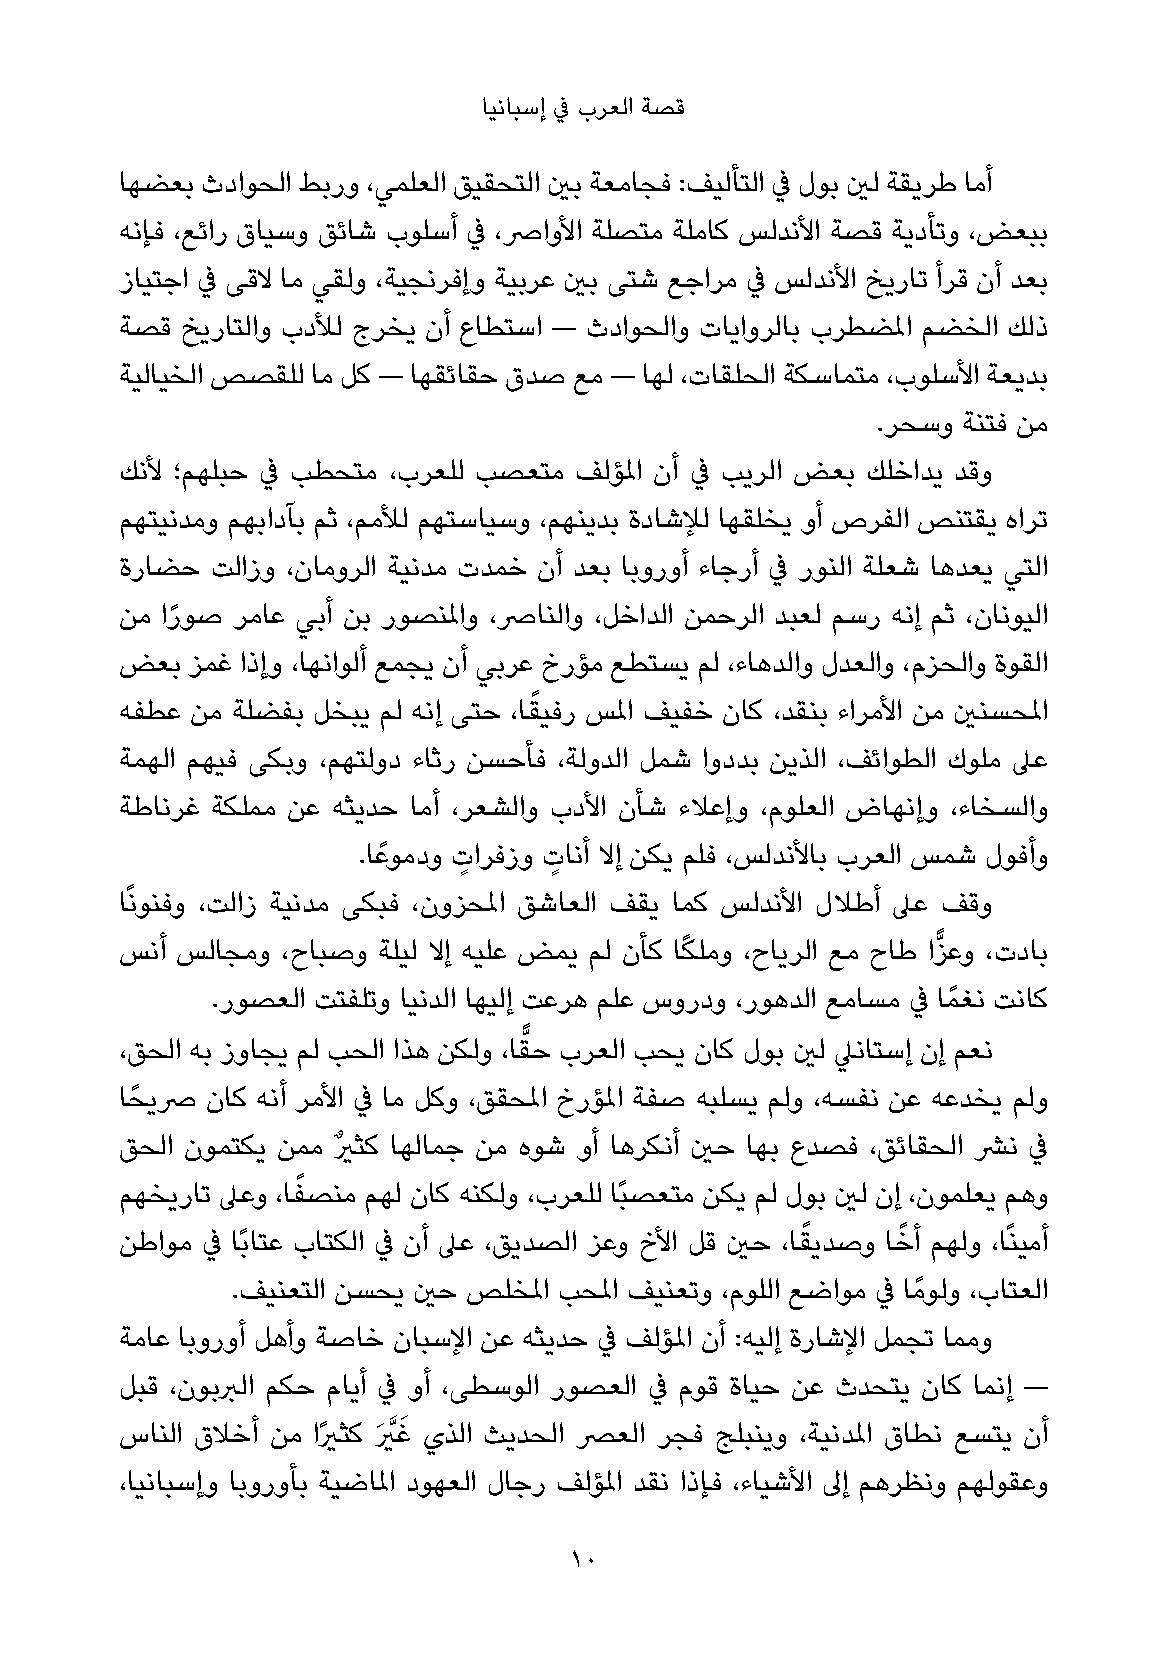 قصة العرب في إسبانيا
أما طريقة لين بول في التأليف: فجامعة بين التحقيق العلمي، وربط الحوادث بعضها
ببعض، وتأدية قصة الأندلس كاملة متصلة الأواصر، في أسلوب شائق وسياق رائع، فإنه
بعد أن قرأ تاريخ الأندلس في مراجع شتى بين عربية وإفرنجية، ولقي ما لاقى في اجتياز
ذلك الخضم المضطرب بالروايات والحوادث — استطاع أن يخرج للأدب والتاريخ قصة
بديعة الأسلوب، متماسكة الحلقات، لها — مع صدق حقائقها — كل ما للقصص الخيالية
من فتنة وسحر.
وقد يداخلك بعض الريب في أن المؤلف متعصب للعرب، متحطب في حبلهم؛ لأنك
تراه يقتنص الفرص أو يخلقها للإشادة بدينهم، وسياستهم للأمم، ثم بآدابهم ومدنيتهم
التي يعدها شعلة النور في أرجاء أوروبا بعد أن خمدت مدنية الرومان، وزالت حضارة
اليونان، ثم إنه رسم لعبد الرحمن الداخل، والناصر، والمنصور بن أبي عامر صورًا من
القوة والحزم، والعدل والدهاء، لم يستطع مؤرخ عربي أن يجمع ألوانها، وإذا غمز بعض
المحسنين من الأمراء بنقد، كان خفيف المس رفيقًا، حتى إنه لم يبخل بفضلة من عطفه
على ملوك الطوائف، الذين بددوا شمل الدولة، فأحسن رثاء دولتهم، وبكى فيهم الهمة
والسخاء، وإنهاض العلوم، وإعلاء شأن الأدب والشعر، أما حديثه عن مملكة غرناطة
وأفول شمس العرب بالأندلس، فلم يكن إلا أناتٍ وزفراتٍ ودموعًا.
وقف على أطلال الأندلس كما يقف العاشق المحزون، فبكى مدنية زالت، وفنونًا
بادت، وعزًّا طاح مع الرياح، وملكًا كأن لم يمض عليه إلا ليلة وصباح، ومجالس أنس
كانت نغمًا في مسامع الدهور، ودروس علم هرعت إليها الدنيا وتلفتت العصور.
نعم إن إستانلي لين بول كان يحب العرب حقًّا، ولكن هذا الحب لم يجاوز به الحق،
ولم يخدعه عن نفسه، ولم يسلبه صفة المؤرخ المحقق، وكل ما في الأمر أنه كان صريحًا
في نشر الحقائق، فصدع بها حين أنكرها أو شوه من جمالها كثيرٌ ممن يكتمون الحق
وهم يعلمون، إن لين بول لم يكن متعصبًا للعرب، ولكنه كان لهم منصفًا، وعلى تاريخهم
أمينًا، ولهم أخًا وصديقًا، حين قل الأخ وعز الصديق، على أن في الكتاب عتابًا في مواطن
العتاب، ولومًا في مواضع اللوم، وتعنيف المحب المخلص حين يحسن التعنيف.
ومما تجمل الإشارة إليه: أن المؤلف في حديثه عن الإسبان خاصة وأهل أوروبا عامة
— إنما كان يتحدث عن حياة قوم في العصور الوسطى، أو في أيام حكم البربون، قبل
أن يتسع نطاق المدنية، وينبلج فجر العصر الحديث الذي غَيَّرَ كثيرًا من أخلاق الناس
وعقولهم ونظرهم إلى الأشياء، فإذا نقد المؤلف رجال العهود الماضية بأوروبا وإسبانيا،
١٠